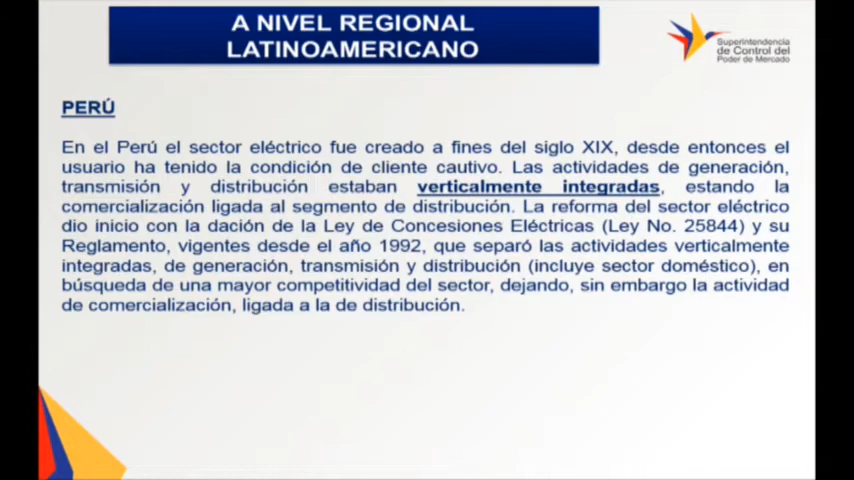 A NIVEL REGIONAL
LATINOAMERICANO
Superintendencia
de Control del
Poder de Mercado
PERÚ
En el Perú el sector eléctrico fue creado a fines del siglo XIX, desde entonces el
usuario ha tenido la condición de cliente cautivo. Las actividades de generación,
transmisión y distribución estaban verticalmente integradas, estando la
comercialización ligada al segmento de distribución. La reforma del sector eléctrico
dio inicio con la dación de la Ley de Concesiones Eléctricas (Ley No. 25844) y su
Reglamento, vigentes desde el año 1992, que separó las actividades verticalmente
integradas, de generación, transmisión y distribución (incluye sector doméstico), en
búsqueda de una mayor competitividad del sector, dejando, sin embargo la actividad
de comercialización, ligada a la de distribución.